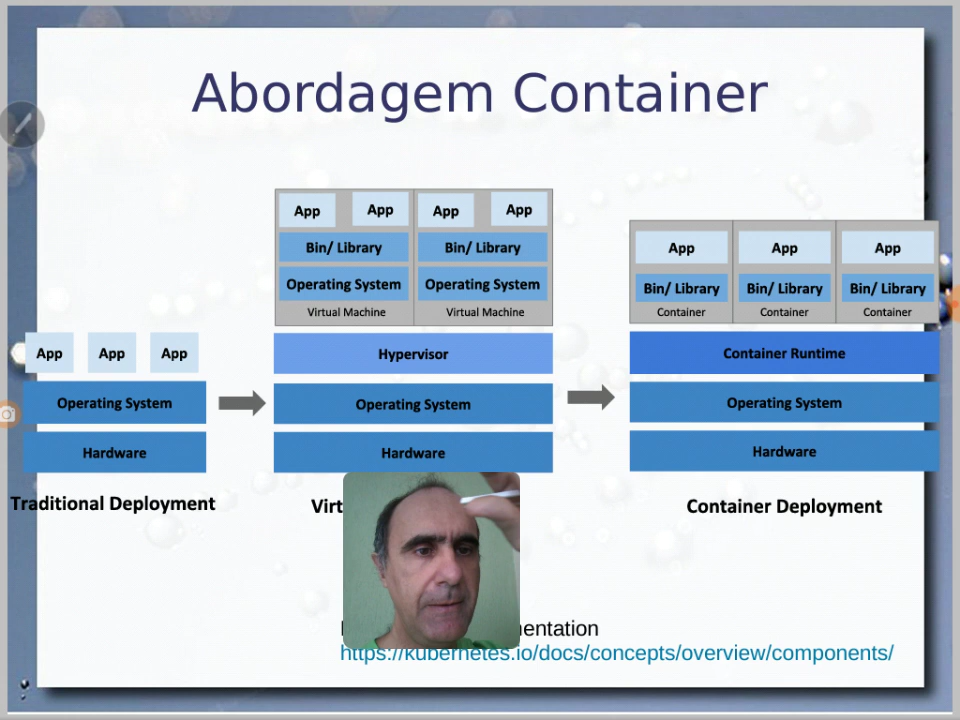 Abordagem Container
App App App
Operating System
Hardware
Traditional Deployment
App App App App
Bin/ Library Bin/ Library
Operating System Operating System
Virtual Machine Virtual Machine
Hypervisor
Operating System
Hardware
App App App
Bin/ Library Bin/ Library Bin/ Library
Container Container Container
Container Runtime
Operating System
Hardware
Container Deployment
https://kubernetes.io/docs/concepts/overview/components/